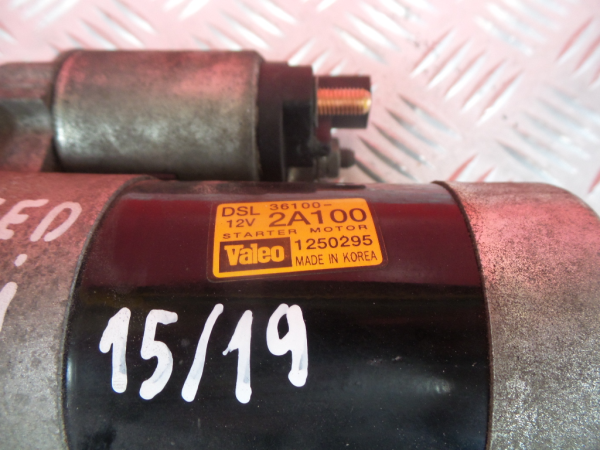 DSL 36100-
12V 2A100
STARTER MOTOR
Valeo 1250295
MADE IN KOREA
15/19